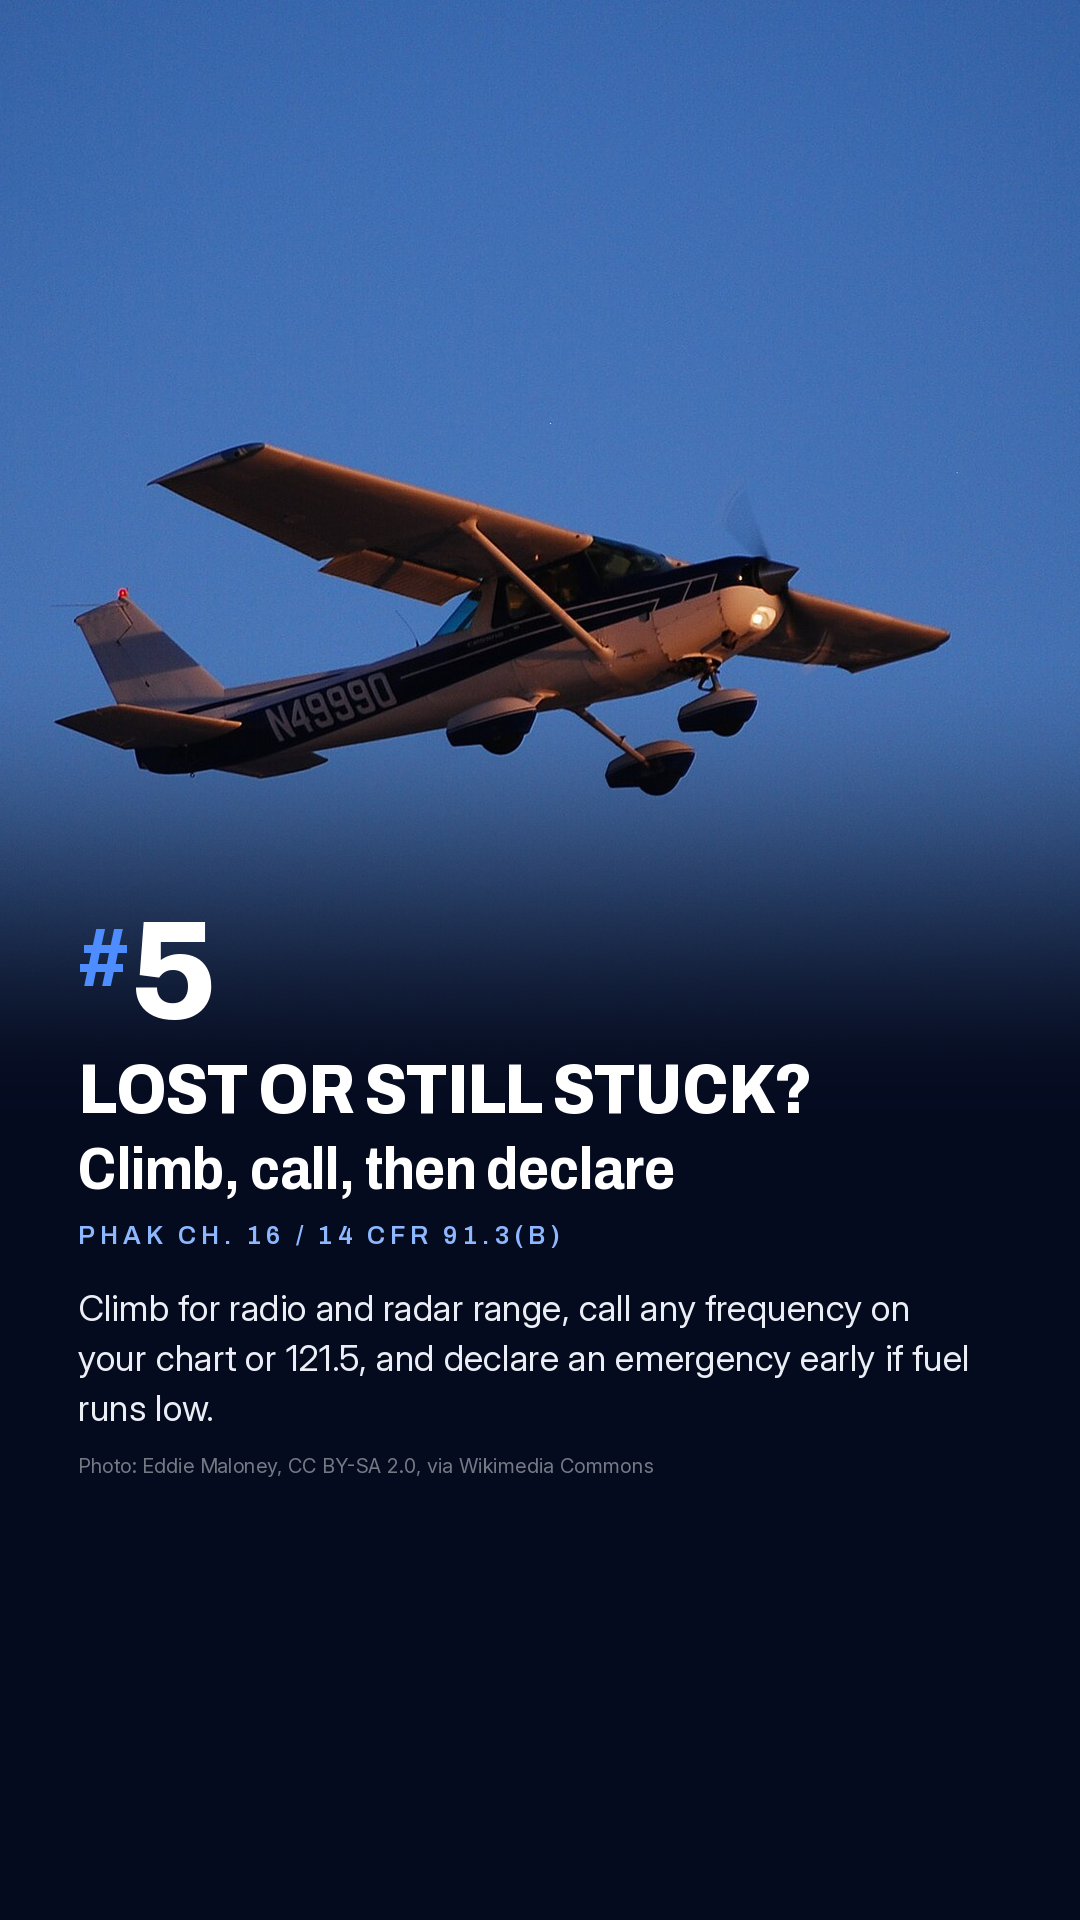 N49990
#5
LOST OR STILL STUCK?
Climb, call, then declare
PHAK CH. 16 / 14 CFR 91.3(B)
Climb for radio and radar range, call any frequency on
your chart or 121.5, and declare an emergency early if fuel
runs low.
Photo: Eddie Maloney, CC BY-SA 2.0, via Wikimedia Commons